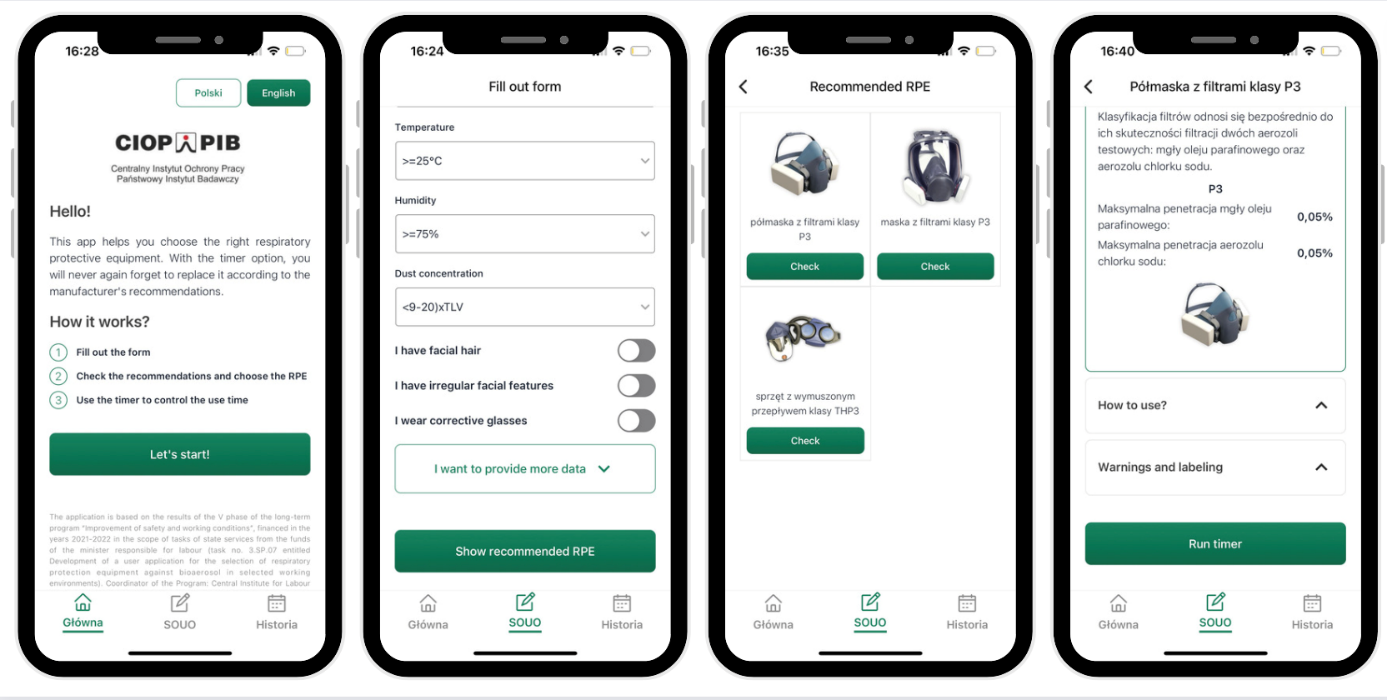 16:28
Polski
English
CIOP PIB
Centralny Instytut Ochrony Pracy
Państwowy Instytut Badawczy
Hello!
This app helps you choose the right respiratory
protective equipment. With the timer option, you
will never again forget to replace it according to the
manufacturer's recommendations.
How it works?
1 Fill out the form
2 Check the recommendations and choose the RPE
3 Use the timer to control the use time
Let's start!
The application is based on the results of the V phase of the long-term
program "Improvement of safety and working conditions", financed in the
years 2021-2022 in the scope of tasks of state services from the funds
of the minister responsible for labour (task no. 3.SP.07 entitled
Development of a user application for the selection of respiratory
protection equipment against bioaerosol in selected working
environments). Coordinator of the Program: Central Institute for Labour
Główna
SOUO
Historia
16:24
Fill out form
Temperature
>=25°C
Humidity
>=75%
Dust concentration
<9-20)xTLV
I have facial hair
I have irregular facial features
I wear corrective glasses
I want to provide more data
Show recommended RPE
Główna
SOUO
Historia
16:35
Recommended RPE
półmaska z filtrami klasy
P3
Check
maska z filtrami klasy P3
Check
sprzęt z wymuszonym
przepływem klasy THP3
Check
Główna
SOUO
Historia
16:40
Półmaska z filtrami klasy P3
Klasyfikacja filtrów odnosi się bezpośrednio do
ich skuteczności filtracji dwóch aerozoli
testowych: mgły oleju parafinowego oraz
aerozolu chlorku sodu.
P3
Maksymalna penetracja mgły oleju
parafinowego:
0,05%
Maksymalna penetracja aerozolu
chlorku sodu:
0,05%
How to use?
Warnings and labeling
Run timer
Główna
SOUO
Historia